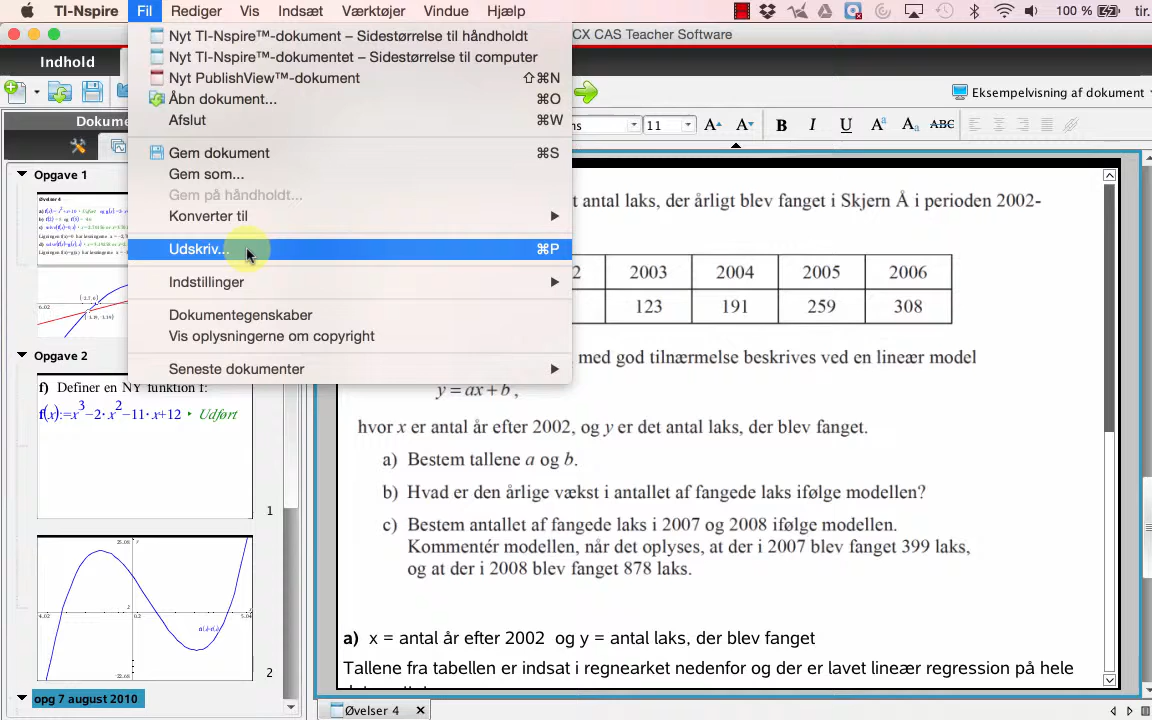 TI-Nspire Fil Rediger Vis Indsæt Værktøjer Vindue Hjælp 100 % tir.
CX CAS Teacher Software
Indhold
Nyt TI-Nspire™-dokument – Sidestørrelse til håndholdt
Nyt TI-Nspire™-dokumentet – Sidestørrelse til computer
Nyt PublishView™-dokument ⇧⌘N
Åbn dokument... ⌘O
Afslut ⌘W
Gem dokument ⌘S
Gem som...
Gem på håndholdt...
Konverter til
Udskriv... ⌘P
Indstillinger
Dokumentegenskaber
Vis oplysningerne om copyright
Seneste dokumenter
Eksempelvisning af dokument
ns 11 A A B I U Aa Aa ABC
Dokume
Opgave 1
Øvelser 4
Opgave 2
f) Definer en NY funktion f:
f(x):=x³−2·x²−11·x+12 ▸ Udført
1
2
opg 7 august 2010
t antal laks, der årligt blev fanget i Skjern Å i perioden 2002-
2 2003 2004 2005 2006
123 191 259 308
med god tilnærmelse beskrives ved en lineær model
y = ax + b ,
hvor x er antal år efter 2002, og y er det antal laks, der blev fanget.
a) Bestem tallene a og b.
b) Hvad er den årlige vækst i antallet af fangede laks ifølge modellen?
c) Bestem antallet af fangede laks i 2007 og 2008 ifølge modellen.
Kommentér modellen, når det oplyses, at der i 2007 blev fanget 399 laks,
og at der i 2008 blev fanget 878 laks.
a) x = antal år efter 2002 og y = antal laks, der blev fanget
Tallene fra tabellen er indsat i regnearket nedenfor og der er lavet lineær regression på hele
Øvelser 4